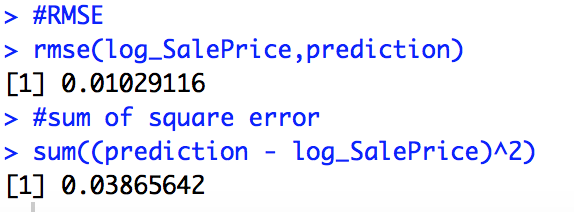 > #RMSE
> rmse(log_SalePrice,prediction)
[1] 0.01029116
> #sum of square error
> sum((prediction - log_SalePrice)^2)
[1] 0.03865642